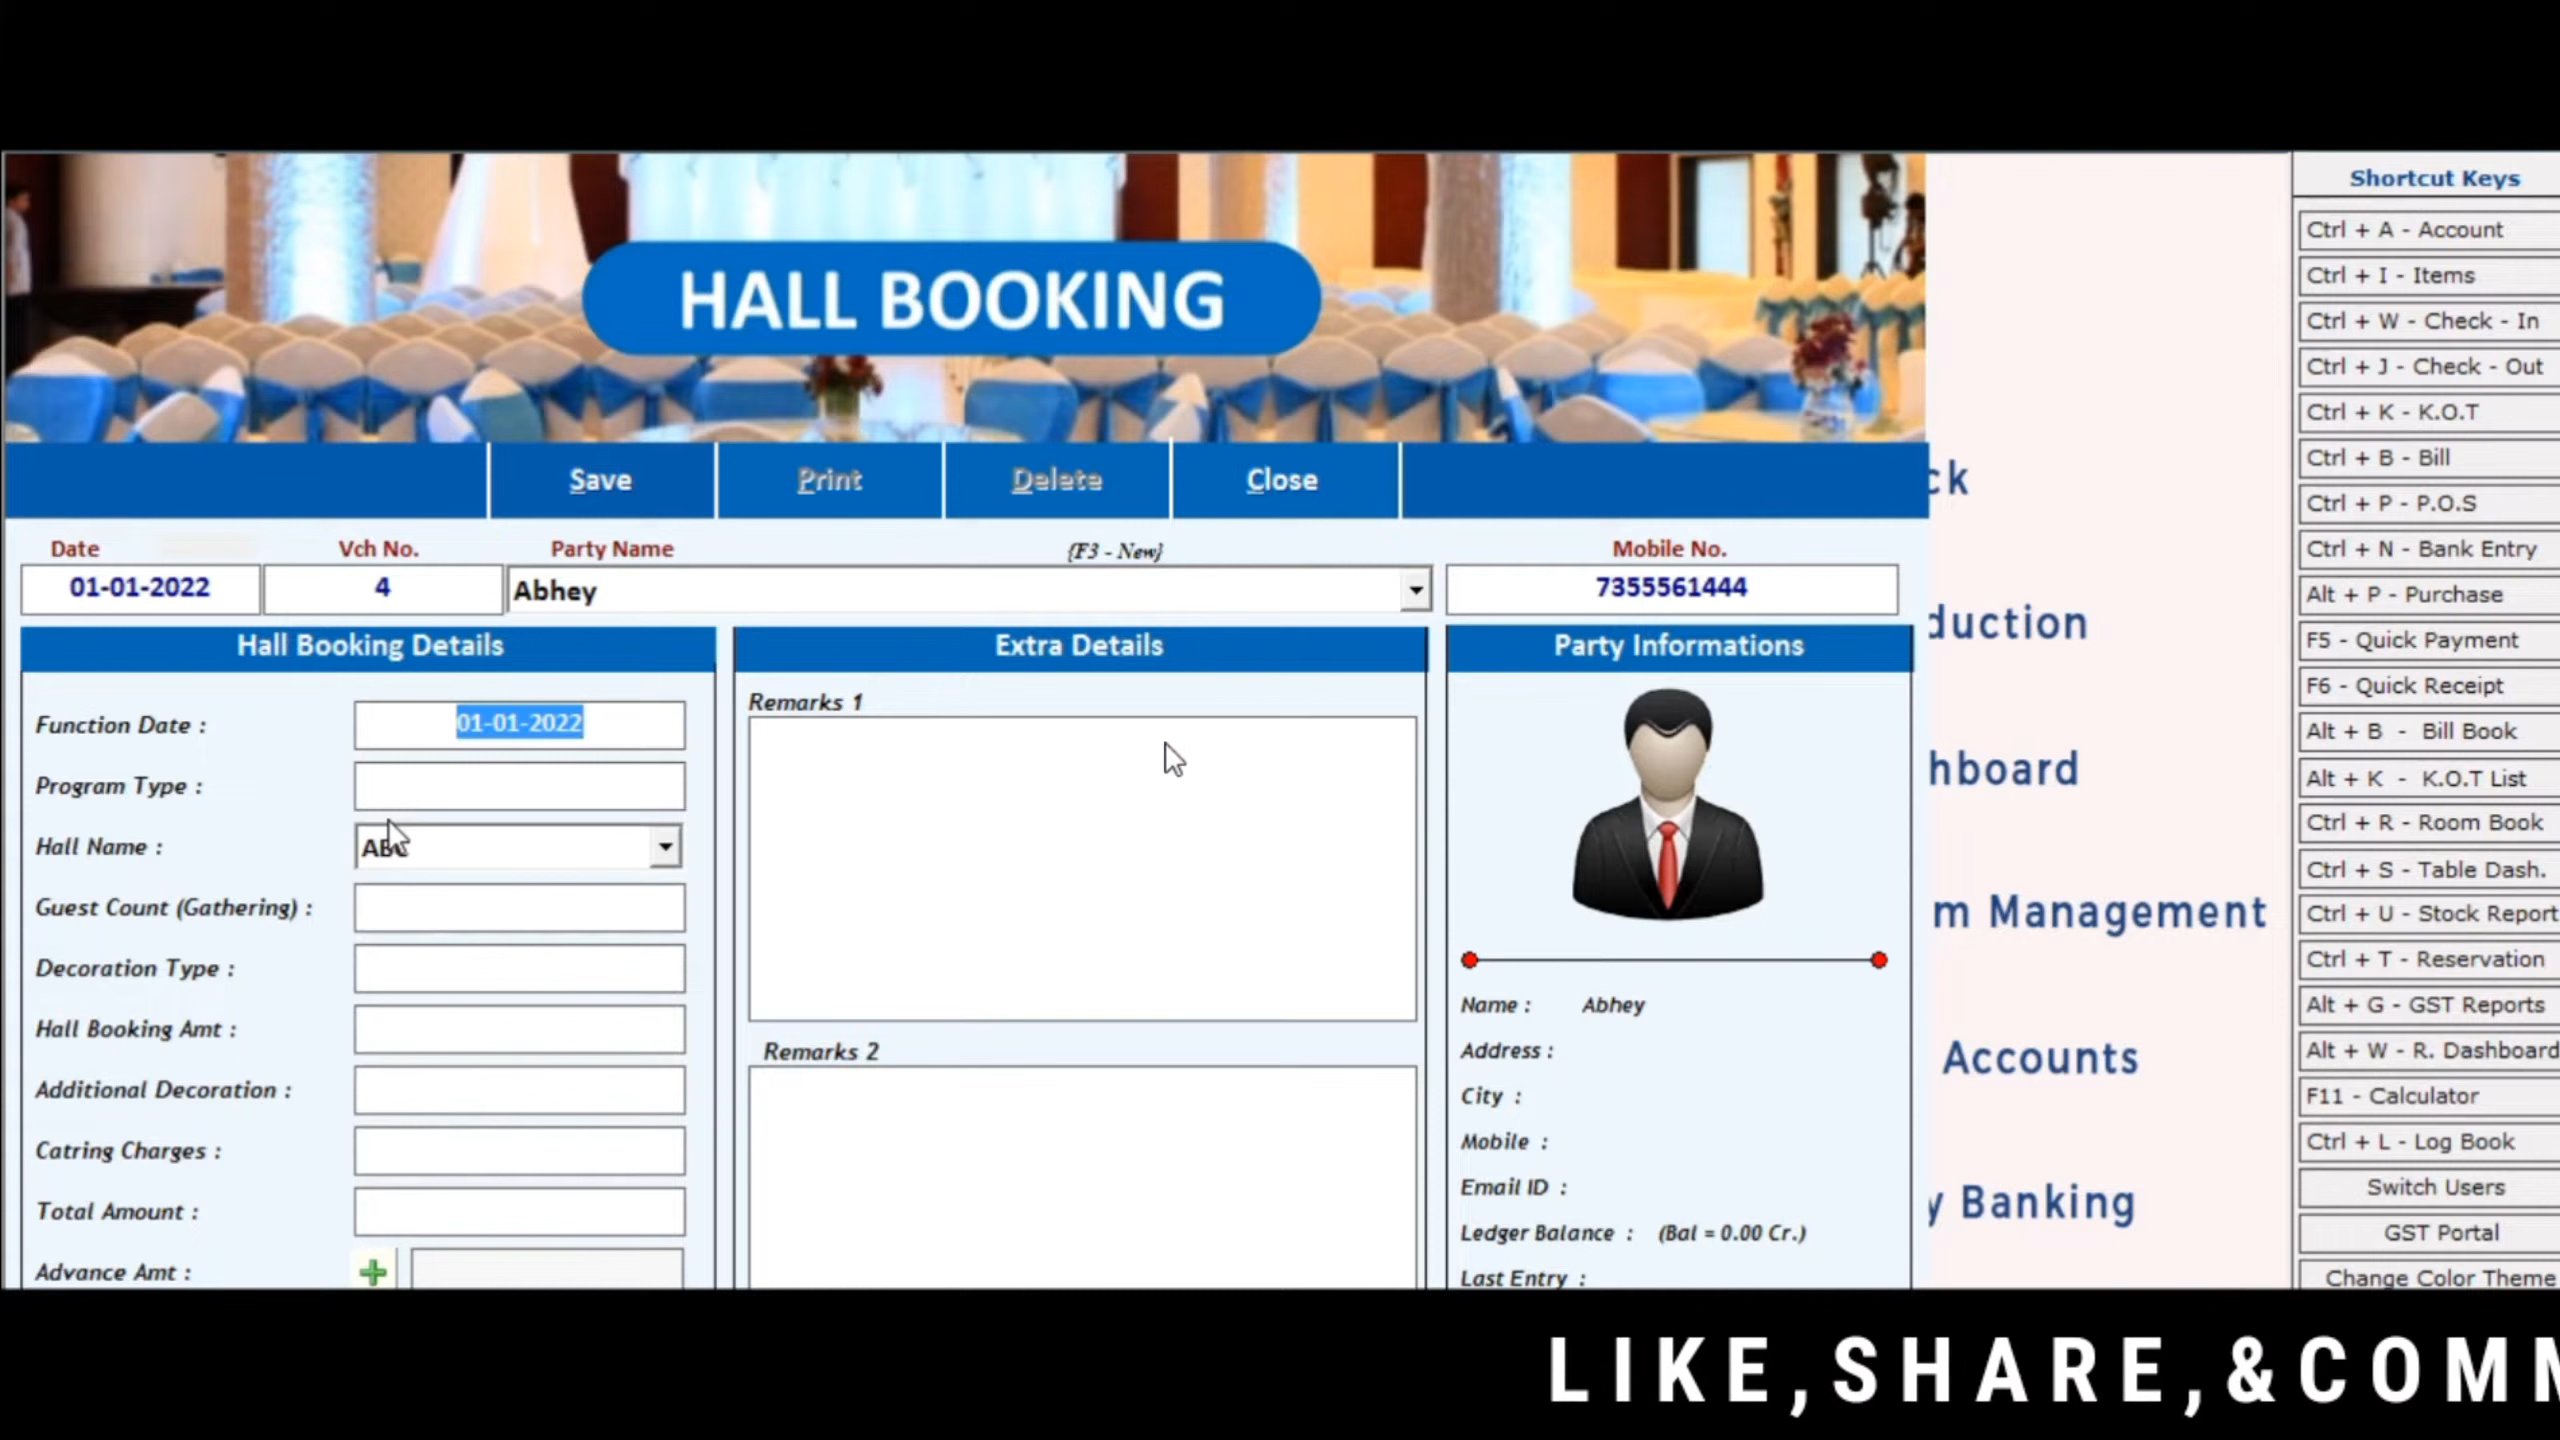 HALL BOOKING
Save Print Delete Close
Date Vch No. Party Name {F3 - New} Mobile No.
01-01-2022 4 Abhey 7355561444
Hall Booking Details
Function Date : 01-01-2022
Program Type :
Hall Name :
Guest Count (Gathering) :
Decoration Type :
Hall Booking Amt :
Additional Decoration :
Catring Charges :
Total Amount :
Advance Amt :
Extra Details
Remarks 1
Remarks 2
Party Informations
Name : Abhey
Address :
City :
Mobile :
Email ID :
Ledger Balance : (Bal = 0.00 Cr.)
Last Entry :
ck
duction
hboard
m Management
Accounts
y Banking
Shortcut Keys
Ctrl + A - Account
Ctrl + I - Items
Ctrl + W - Check - In
Ctrl + J - Check - Out
Ctrl + K - K.O.T
Ctrl + B - Bill
Ctrl + P - P.O.S
Ctrl + N - Bank Entry
Alt + P - Purchase
F5 - Quick Payment
F6 - Quick Receipt
Alt + B - Bill Book
Alt + K - K.O.T List
Ctrl + R - Room Book
Ctrl + S - Table Dash.
Ctrl + U - Stock Report
Ctrl + T - Reservation
Alt + G - GST Reports
Alt + W - R. Dashboard
F11 - Calculator
Ctrl + L - Log Book
Switch Users
GST Portal
Change Color Theme
LIKE,SHARE,&COMM